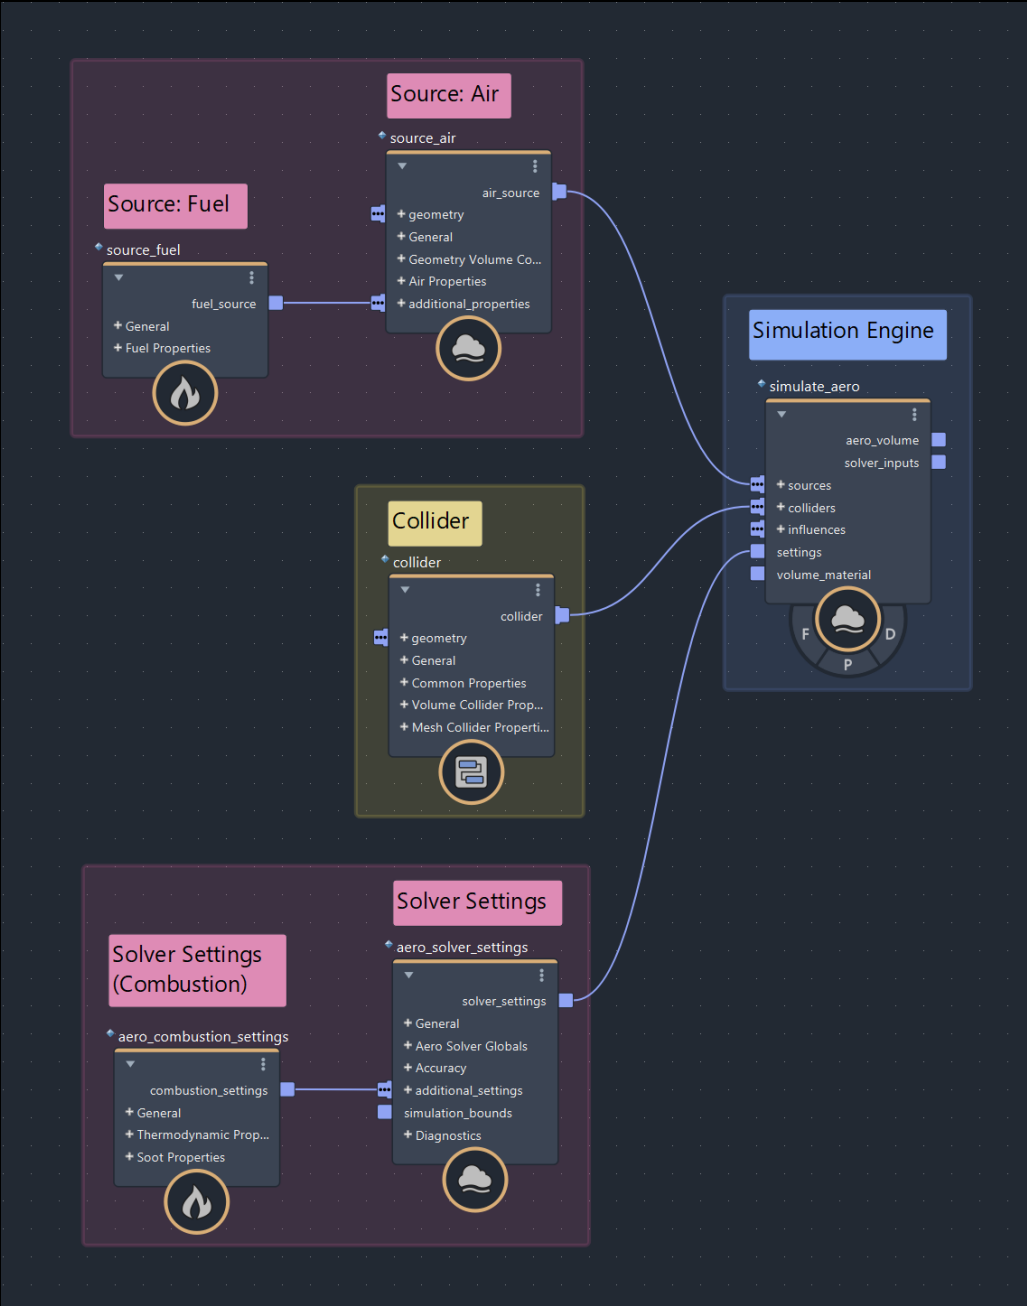 Source: Air
source_air
air_source
geometry
General
Geometry Volume Co...
Air Properties
additional_properties
Source: Fuel
source_fuel
fuel_source
General
Fuel Properties
Simulation Engine
simulate_aero
aero_volume
solver_inputs
sources
colliders
influences
settings
volume_material
F
D
P
Collider
collider
collider
geometry
General
Common Properties
Volume Collider Prop...
Mesh Collider Properti...
Solver Settings
aero_solver_settings
solver_settings
General
Aero Solver Globals
Accuracy
additional_settings
simulation_bounds
Diagnostics
Solver Settings
(Combustion)
aero_combustion_settings
combustion_settings
General
Thermodynamic Prop...
Soot Properties